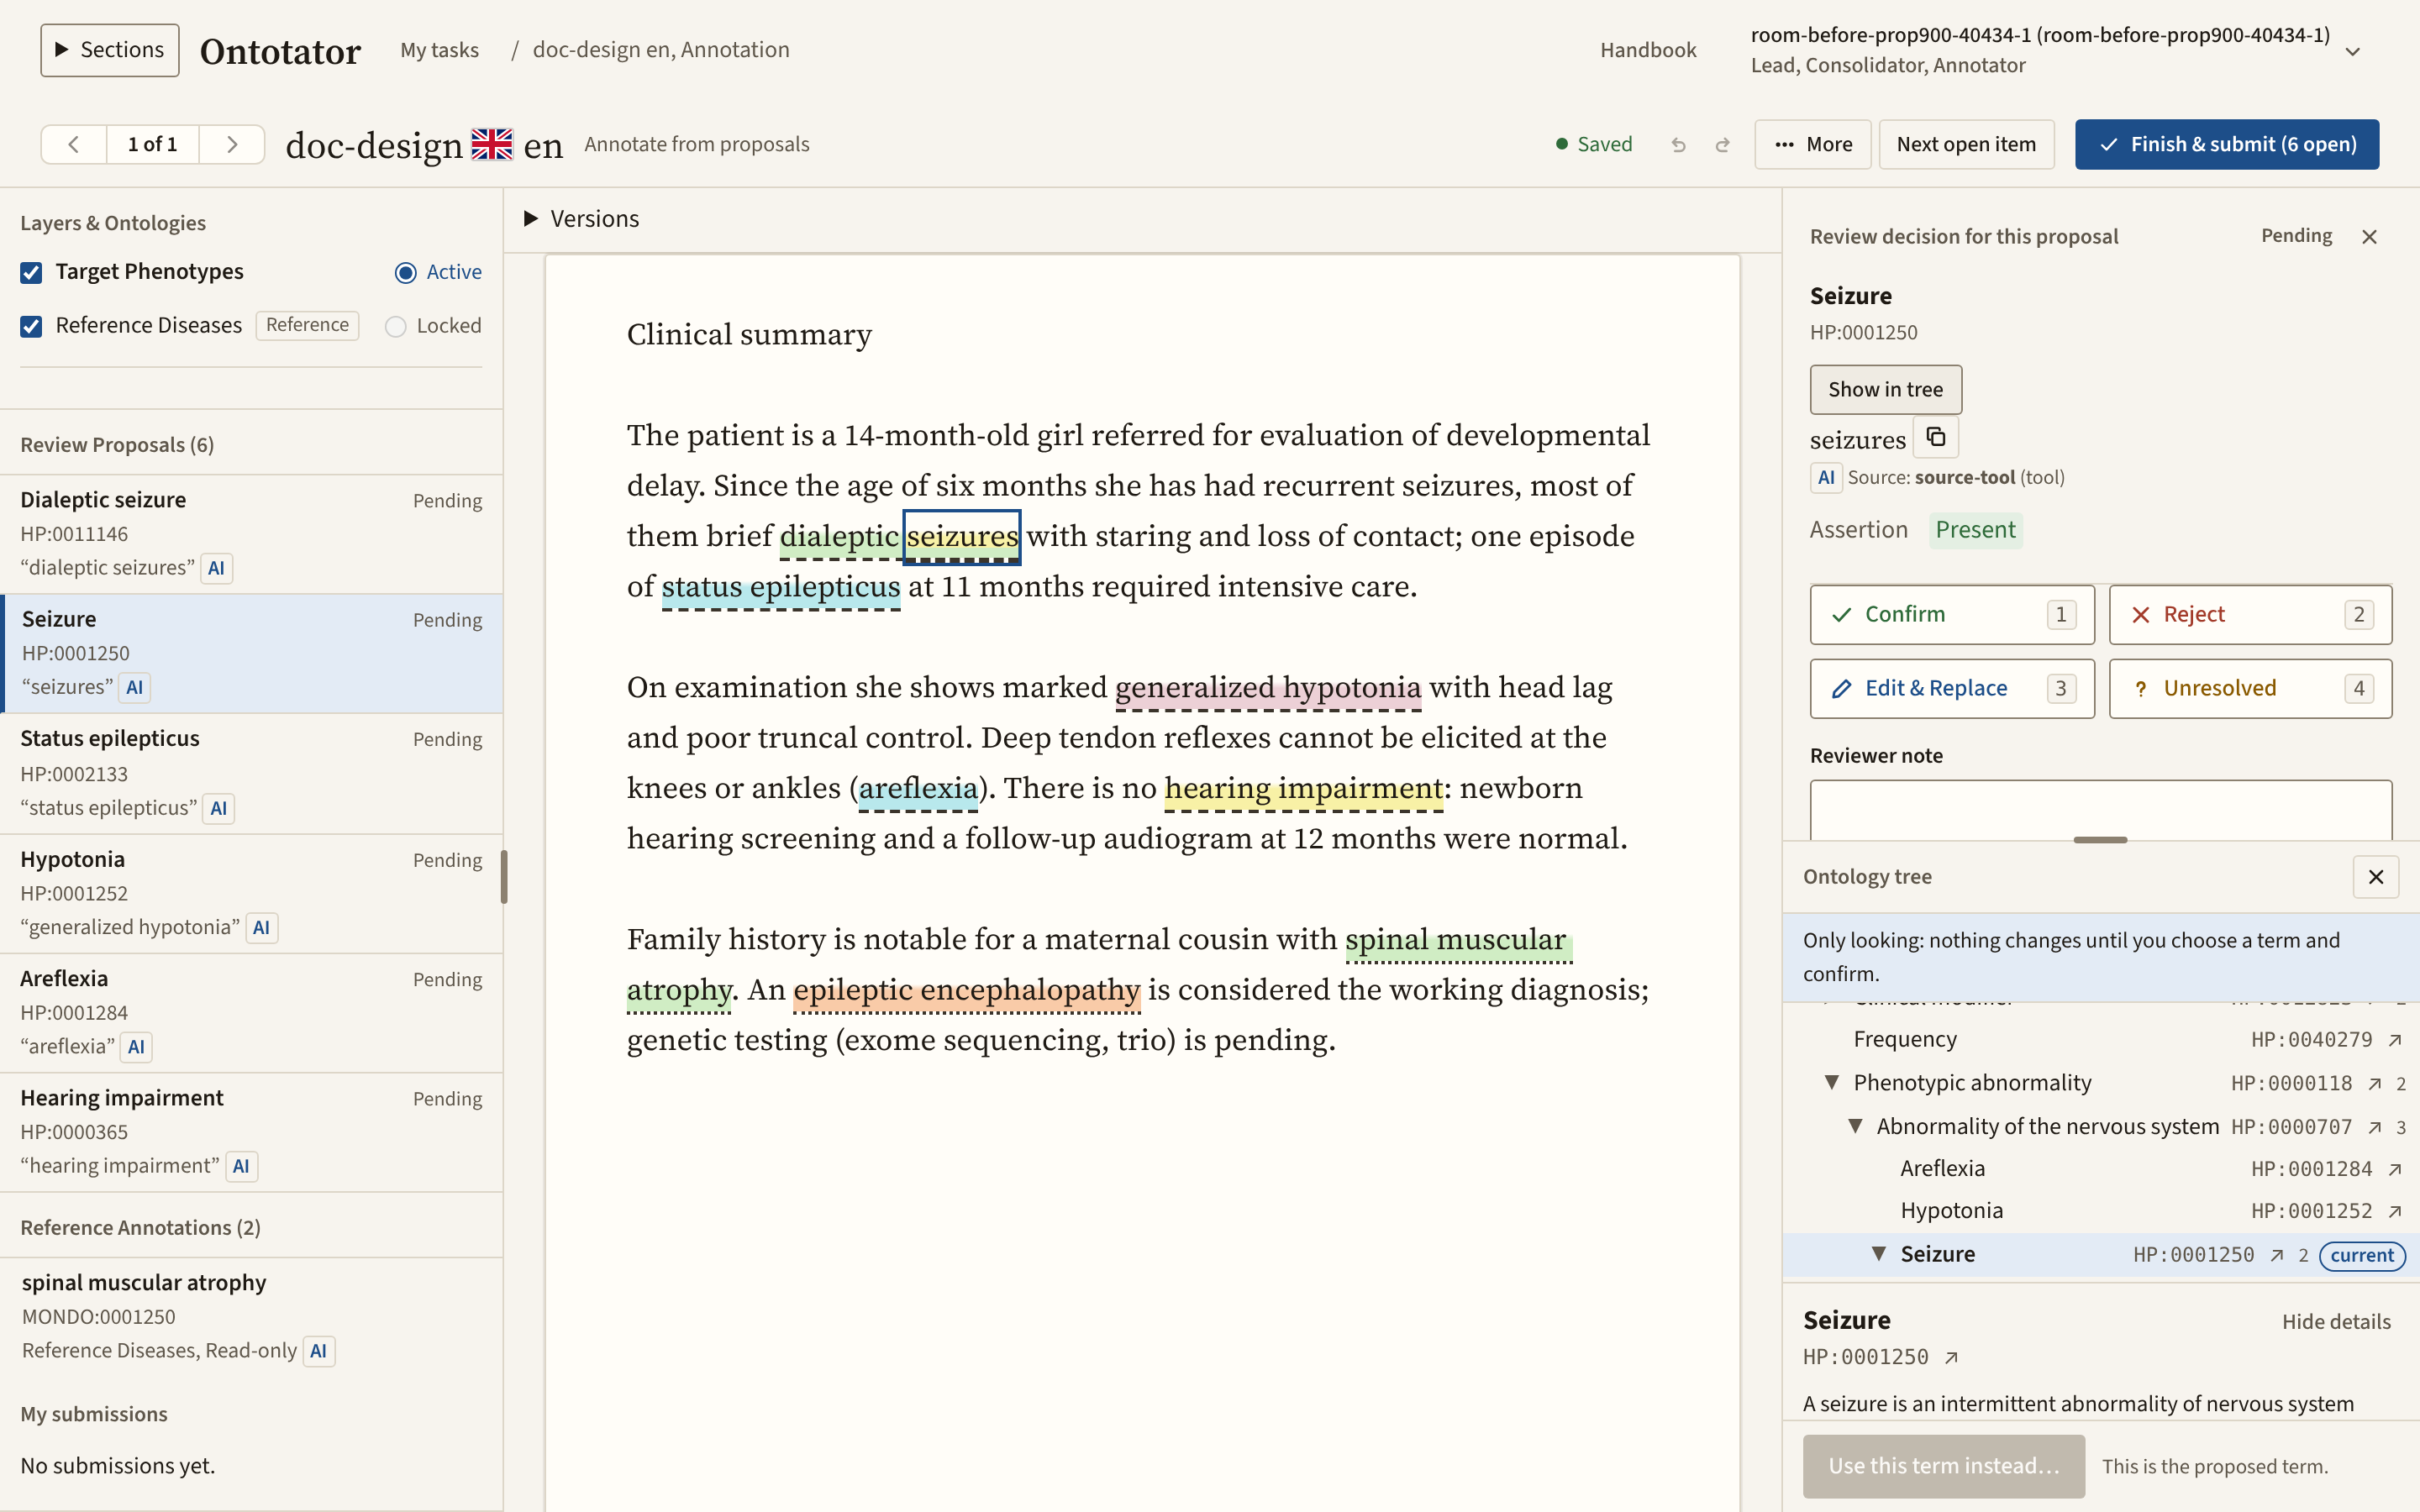 Sections
Ontotator
My tasks / doc-design en, Annotation
Handbook
room-before-prop900-40434-1 (room-before-prop900-40434-1)
Lead, Consolidator, Annotator
1 of 1
doc-design en
Annotate from proposals
Saved
More
Next open item
Finish & submit (6 open)
Layers & Ontologies
Target Phenotypes
Active
Reference Diseases
Reference
Locked
Review Proposals (6)
Dialeptic seizure
Pending
HP:0011146
“dialeptic seizures” AI
Seizure
Pending
HP:0001250
“seizures” AI
Status epilepticus
Pending
HP:0002133
“status epilepticus” AI
Hypotonia
Pending
HP:0001252
“generalized hypotonia” AI
Areflexia
Pending
HP:0001284
“areflexia” AI
Hearing impairment
Pending
HP:0000365
“hearing impairment” AI
Reference Annotations (2)
spinal muscular atrophy
MONDO:0001250
Reference Diseases, Read-only AI
My submissions
No submissions yet.
Versions
Clinical summary
The patient is a 14-month-old girl referred for evaluation of developmental
delay. Since the age of six months she has had recurrent seizures, most of
them brief dialeptic seizures with staring and loss of contact; one episode
of status epilepticus at 11 months required intensive care.
On examination she shows marked generalized hypotonia with head lag
and poor truncal control. Deep tendon reflexes cannot be elicited at the
knees or ankles (areflexia). There is no hearing impairment: newborn
hearing screening and a follow-up audiogram at 12 months were normal.
Family history is notable for a maternal cousin with spinal muscular
atrophy. An epileptic encephalopathy is considered the working diagnosis;
genetic testing (exome sequencing, trio) is pending.
Review decision for this proposal
Pending
Seizure
HP:0001250
Show in tree
seizures
AI Source: source-tool (tool)
Assertion Present
Confirm 1
Reject 2
Edit & Replace 3
? Unresolved 4
Reviewer note
Ontology tree
Only looking: nothing changes until you choose a term and
confirm.
Frequency HP:0040279
Phenotypic abnormality HP:0000118 2
Abnormality of the nervous system HP:0000707 3
Areflexia HP:0001284
Hypotonia HP:0001252
Seizure HP:0001250 2 current
Seizure
Hide details
HP:0001250
A seizure is an intermittent abnormality of nervous system
Use this term instead…
This is the proposed term.